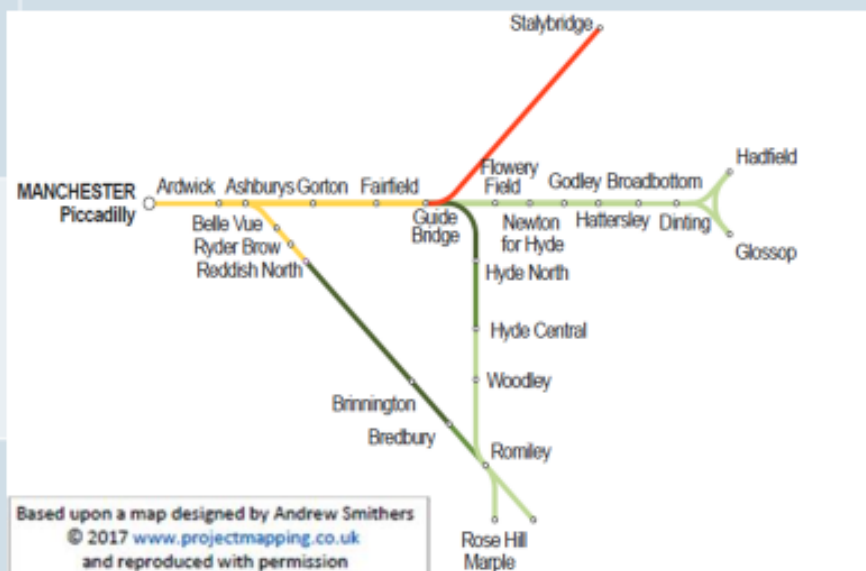 Stalybridge
Hadfield
Flowery
Field
Godley Broadbottom
MANCHESTER
Piccadilly
Ardwick Ashburys Gorton Fairfield
Guide
Bridge
Newton
for Hyde
Hattersley Dinting
Glossop
Belle Vue
Ryder Brow
Reddish North
Hyde North
Hyde Central
Woodley
Brinnington
Bredbury
Romiley
Rose Hill
Marple
Based upon a map designed by Andrew Smithers
© 2017 www.projectmapping.co.uk
and reproduced with permission